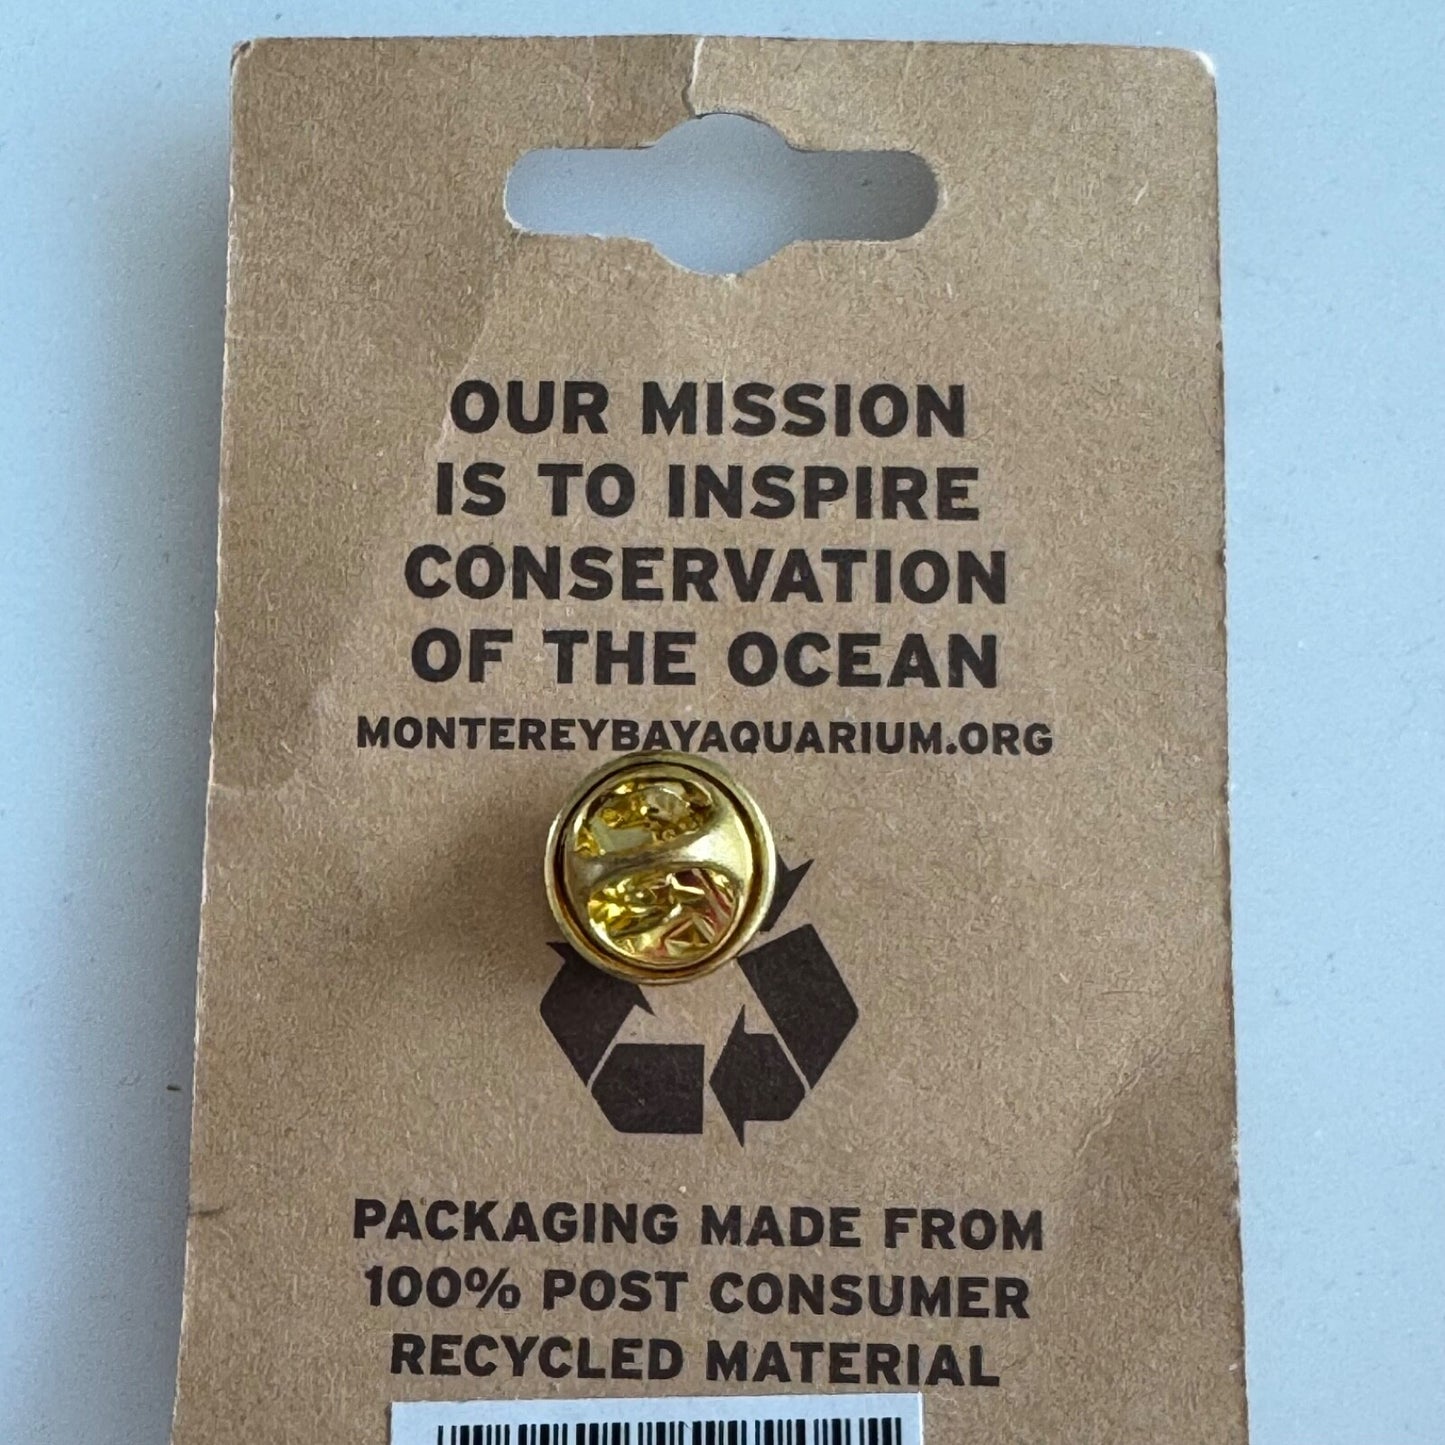 OUR MISSION
IS TO INSPIRE
CONSERVATION
OF THE OCEAN
MONTEREYBAYAQUARIUM.ORG
PACKAGING MADE FROM
100% POST CONSUMER
RECYCLED MATERIAL